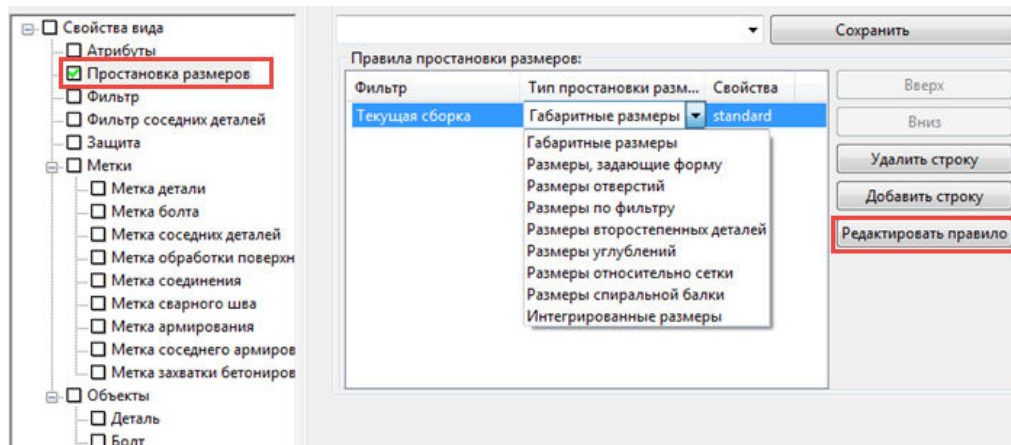 Свойства вида
Атрибуты
Простановка размеров
Фильтр
Фильтр соседних деталей
Защита
Метки
Метка детали
Метка болта
Метка соседних деталей
Метка обработки поверхн
Метка соединения
Метка сварного шва
Метка армирования
Метка соседнего армиров
Метка захватки бетониров
Объекты
Деталь
Болт
Сохранить
Правила простановки размеров:
Фильтр Тип простановки разм... Свойства
Текущая сборка Габаритные размеры standard
Габаритные размеры
Размеры, задающие форму
Размеры отверстий
Размеры по фильтру
Размеры второстепенных деталей
Размеры углублений
Размеры относительно сетки
Размеры спиральной балки
Интегрированные размеры
Вверх
Вниз
Удалить строку
Добавить строку
Редактировать правило